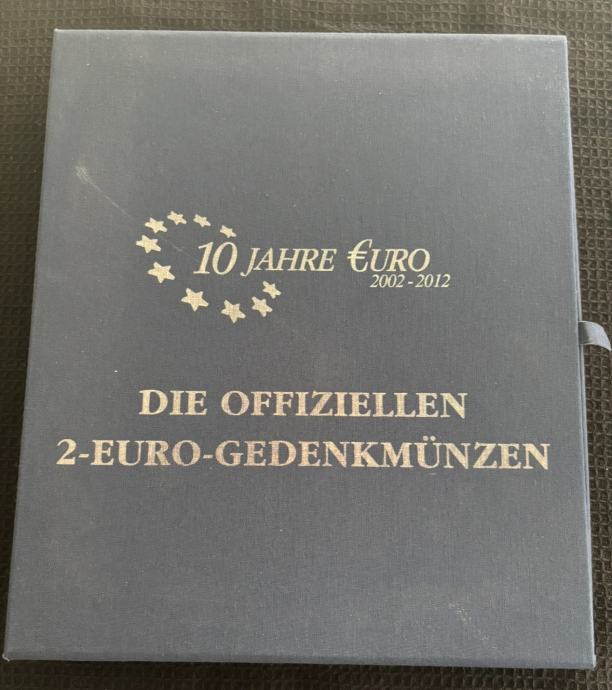 10 JAHRE €URO
2002 - 2012
DIE OFFIZIELLEN
2-EURO-GEDENKMÜNZEN